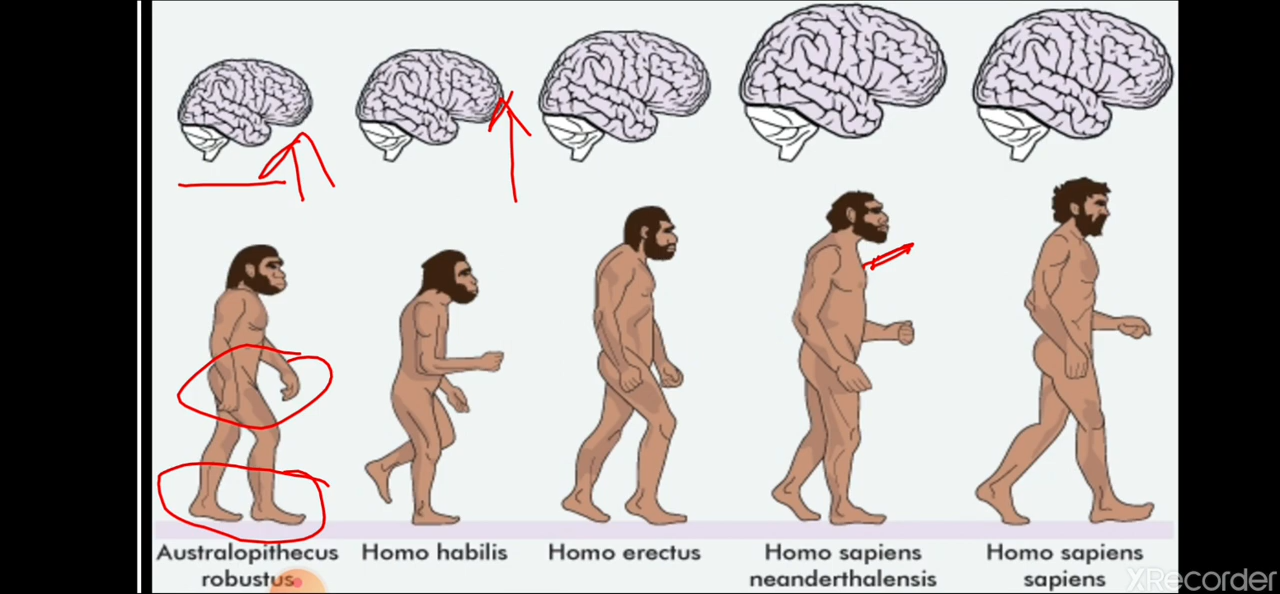 Australopithecus
robustus
Homo habilis
Homo erectus
Homo sapiens
neanderthalensis
Homo sapiens
sapiens
XRecorder